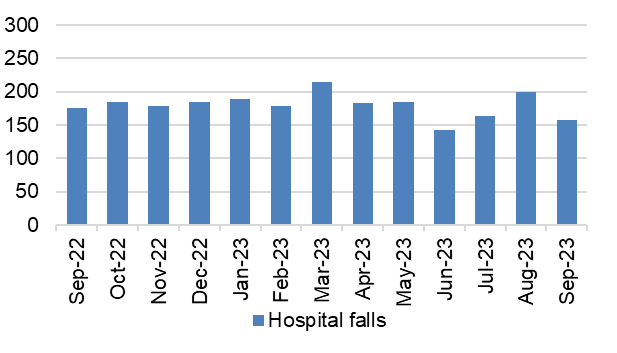 300
250
200
150
100
50
0
Sep-22
Oct-22
Nov-22
Dec-22
Jan-23
Feb-23
Mar-23
Apr-23
May-23
Jun-23
Jul-23
Aug-23
Sep-23
Hospital falls